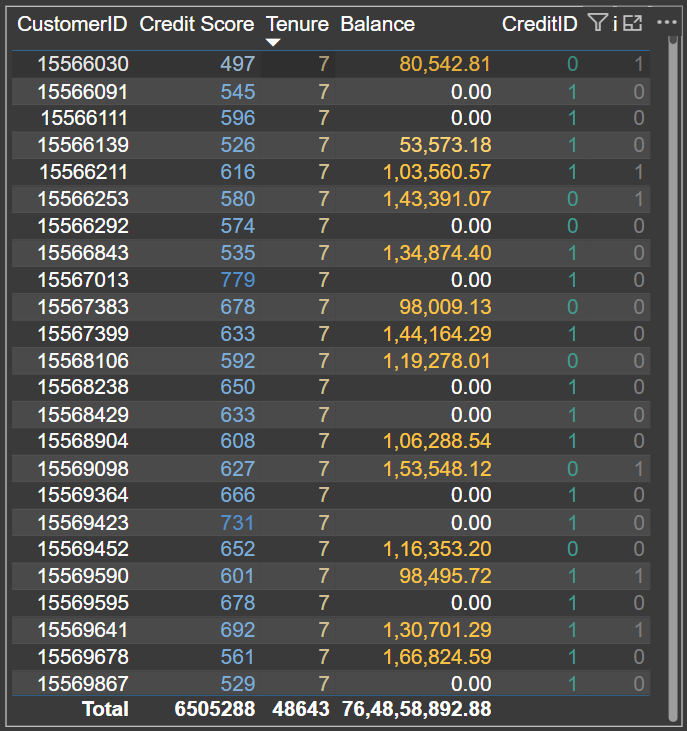 CustomerID Credit Score Tenure Balance CreditID i
15566030 497 7 80,542.81 0 1
15566091 545 7 0.00 1 0
15566111 596 7 0.00 1 0
15566139 526 7 53,573.18 1 0
15566211 616 7 1,03,560.57 1 1
15566253 580 7 1,43,391.07 0 1
15566292 574 7 0.00 0 0
15566843 535 7 1,34,874.40 1 0
15567013 779 7 0.00 1 0
15567383 678 7 98,009.13 0 0
15567399 633 7 1,44,164.29 1 0
15568106 592 7 1,19,278.01 0 0
15568238 650 7 0.00 1 0
15568429 633 7 0.00 1 0
15568904 608 7 1,06,288.54 1 0
15569098 627 7 1,53,548.12 0 1
15569364 666 7 0.00 1 0
15569423 731 7 0.00 1 0
15569452 652 7 1,16,353.20 0 0
15569590 601 7 98,495.72 1 1
15569595 678 7 0.00 1 0
15569641 692 7 1,30,701.29 1 1
15569678 561 7 1,66,824.59 1 0
15569867 529 7 0.00 1 0
Total 6505288 48643 76,48,58,892.88